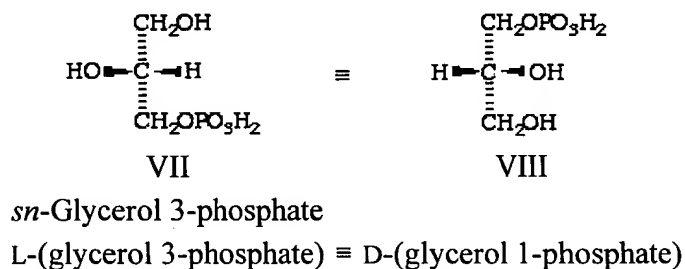 CH₂OH CH₂OPO₃H₂
HO C H ≡ H C OH
CH₂OPO₃H₂ CH₂OH
VII VIII
sn-Glycerol 3-phosphate
L-(glycerol 3-phosphate) ≡ D-(glycerol 1-phosphate)